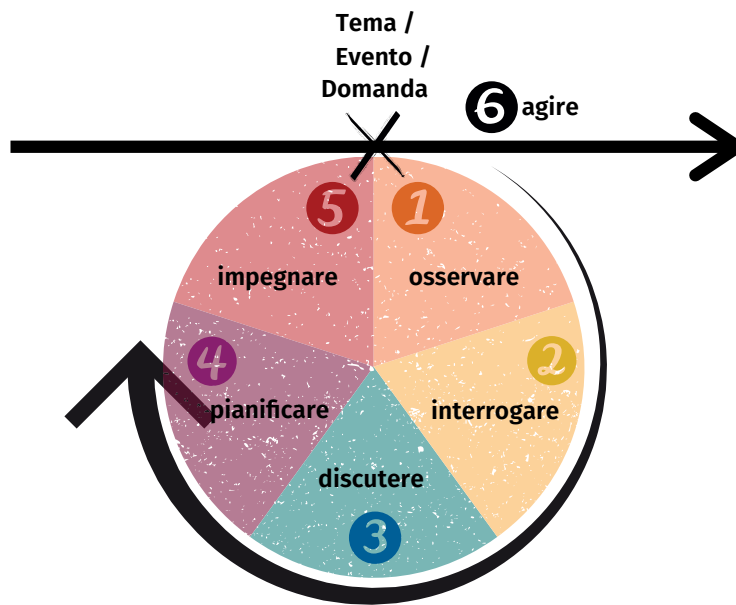 Tema /
Evento /
Domanda
6 agire
5
1
impegnare
osservare
4
2
pianificare
interrogare
discutere
3